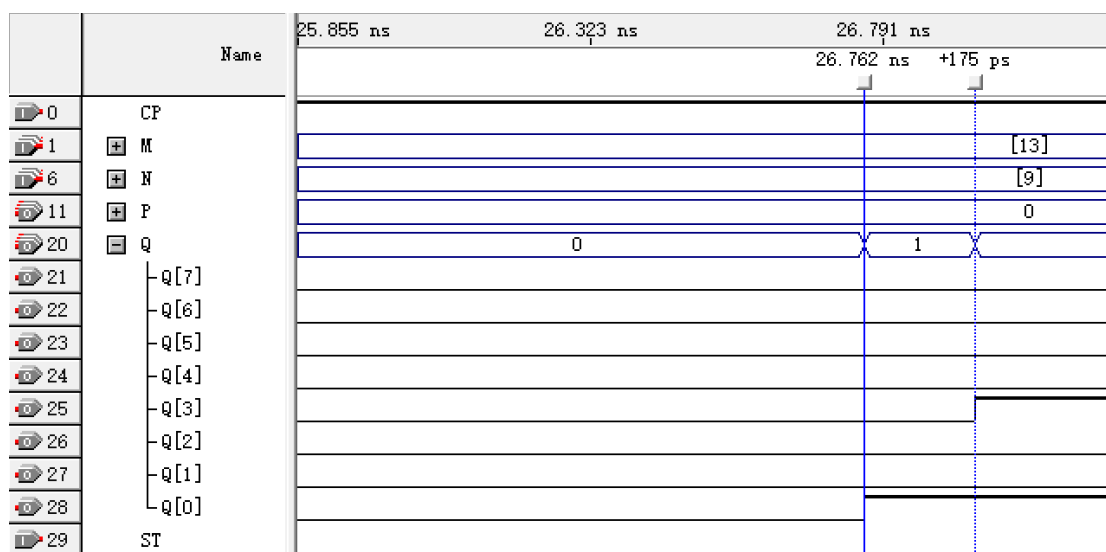 25.855 ns 26.323 ns 26.791 ns
Name
26.762 ns +175 ps
0 CP
1 M [13]
6 N [9]
11 P 0
20 Q 0 1
21 Q[7]
22 Q[6]
23 Q[5]
24 Q[4]
25 Q[3]
26 Q[2]
27 Q[1]
28 Q[0]
29 ST